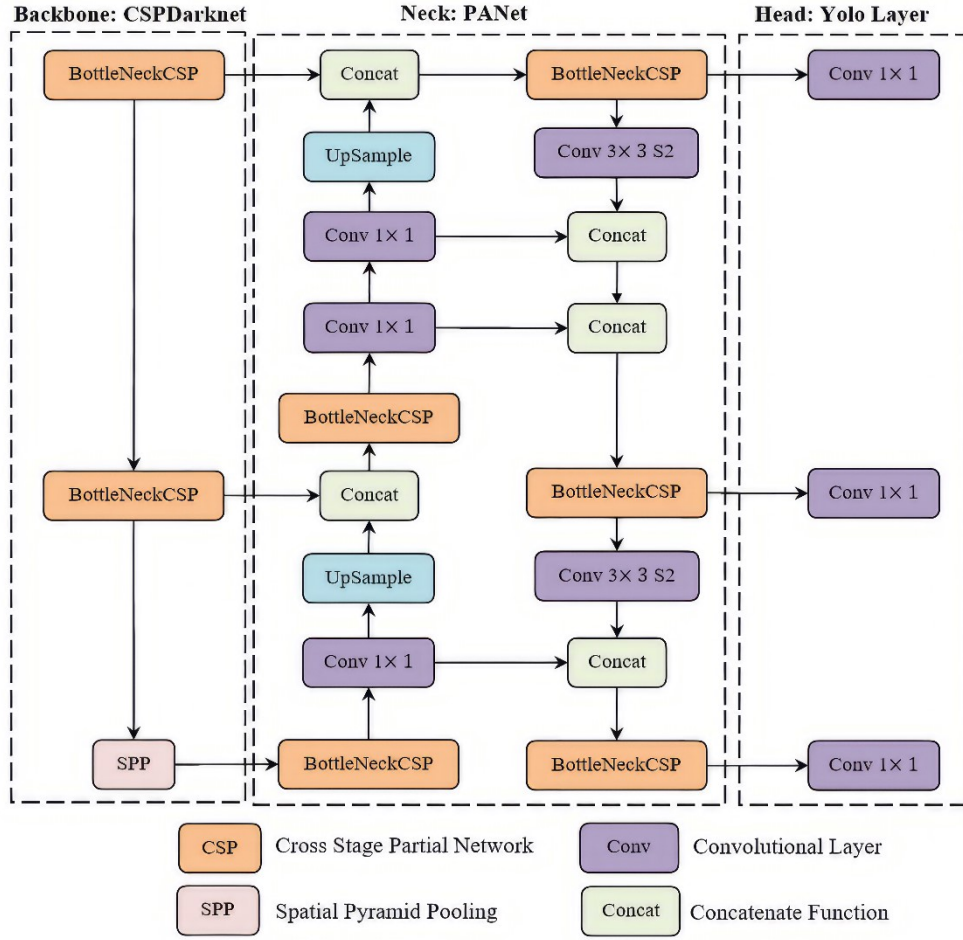 Backbone: CSPDarknet Neck: PANet Head: Yolo Layer
BottleNeckCSP Concat BottleNeckCSP Conv 1× 1
UpSample Conv 3× 3 S2
Conv 1× 1 Concat
Conv 1× 1 Concat
BottleNeckCSP
BottleNeckCSP Concat BottleNeckCSP Conv 1× 1
UpSample Conv 3× 3 S2
Conv 1× 1 Concat
SPP BottleNeckCSP BottleNeckCSP Conv 1× 1
CSP Cross Stage Partial Network Conv Convolutional Layer
SPP Spatial Pyramid Pooling Concat Concatenate Function